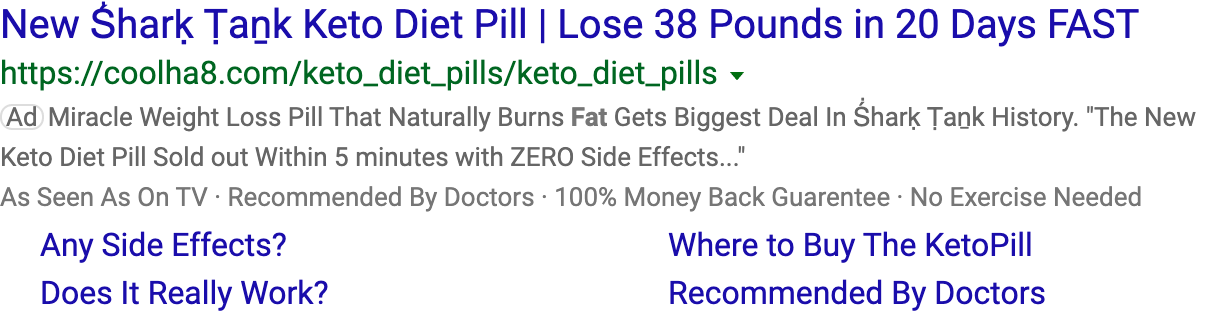 New Ṩharḳ Ṭaṉk Keto Diet Pill | Lose 38 Pounds in 20 Days FAST
https://coolha8.com/keto_diet_pills/keto_diet_pills
Ad Miracle Weight Loss Pill That Naturally Burns Fat Gets Biggest Deal In Ṥharḳ Ṭaṉk History. "The New
Keto Diet Pill Sold out Within 5 minutes with ZERO Side Effects..."
As Seen As On TV · Recommended By Doctors · 100% Money Back Guarentee · No Exercise Needed
Any Side Effects? Where to Buy The KetoPill
Does It Really Work? Recommended By Doctors